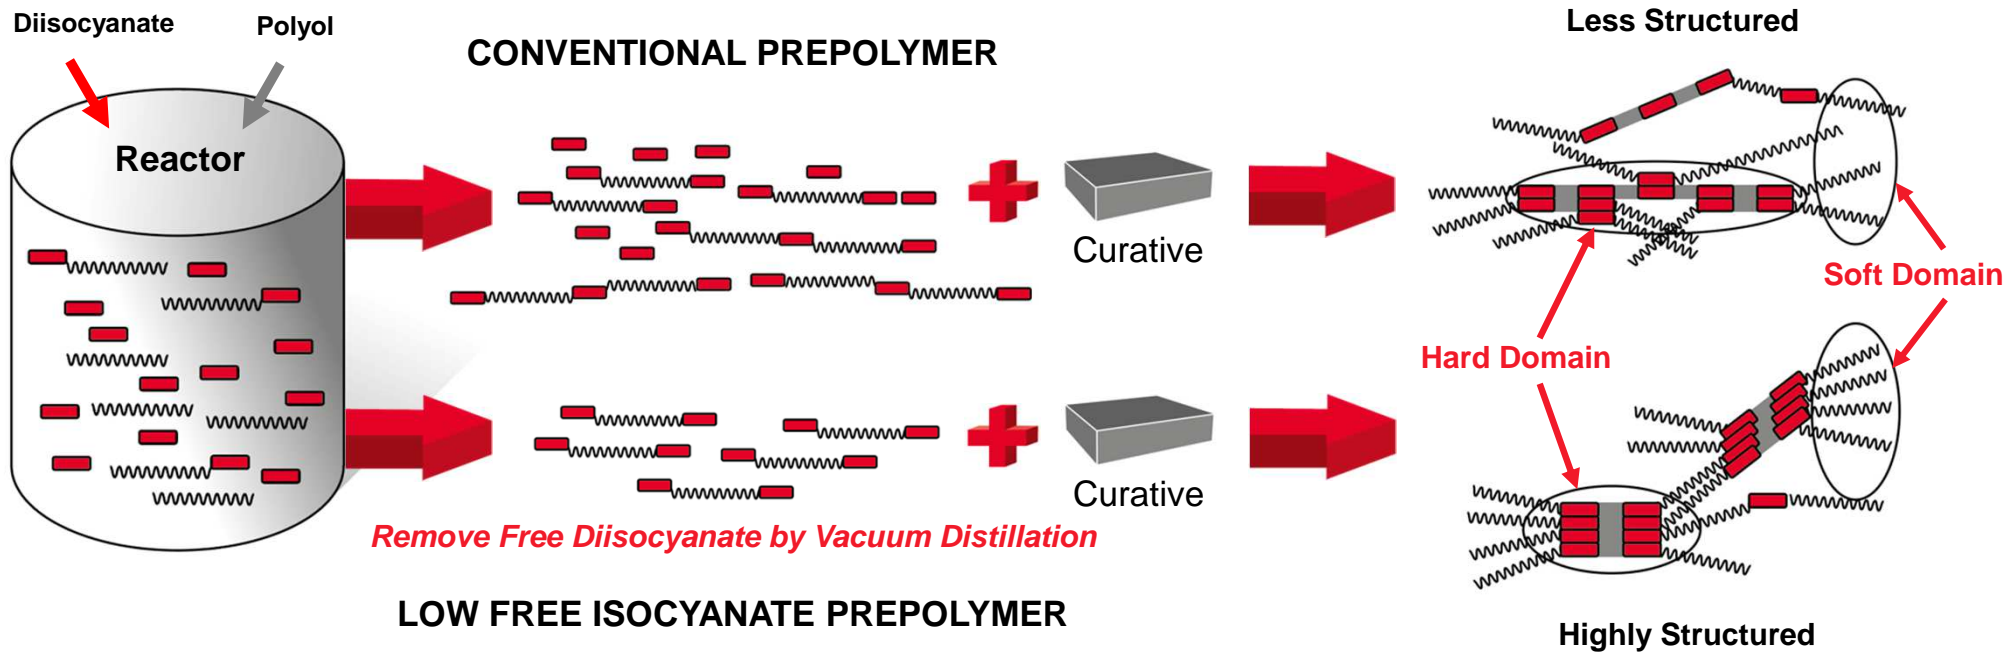 Diisocyanate
Polyol
CONVENTIONAL PREPOLYMER
Less Structured
Reactor
Curative
Soft Domain
Hard Domain
Curative
Remove Free Diisocyanate by Vacuum Distillation
LOW FREE ISOCYANATE PREPOLYMER
Highly Structured